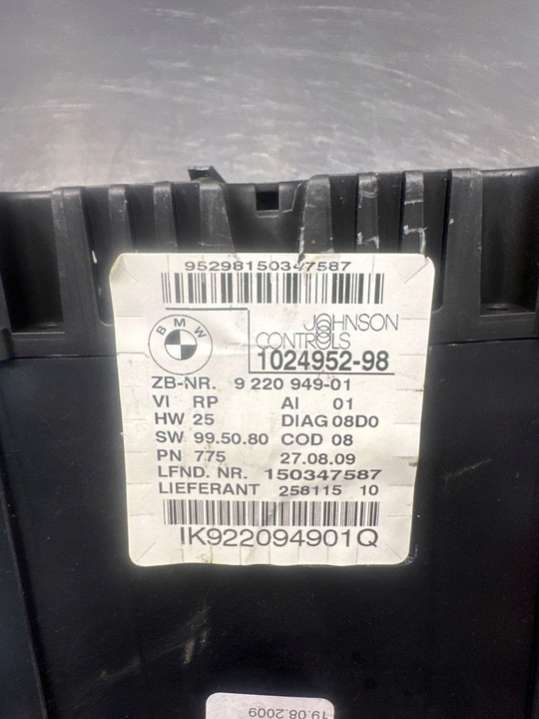 95298150347587
BMW
JOHNSON
CONTROLS
1024952-98
ZB-NR. 9 220 949-01
VI RP AI 01
HW 25 DIAG 08D0
SW 99.50.80 COD 08
PN 775 27.08.09
LFND. NR. 150347587
LIEFERANT 258115 10
IK922094901Q
19.08.2009